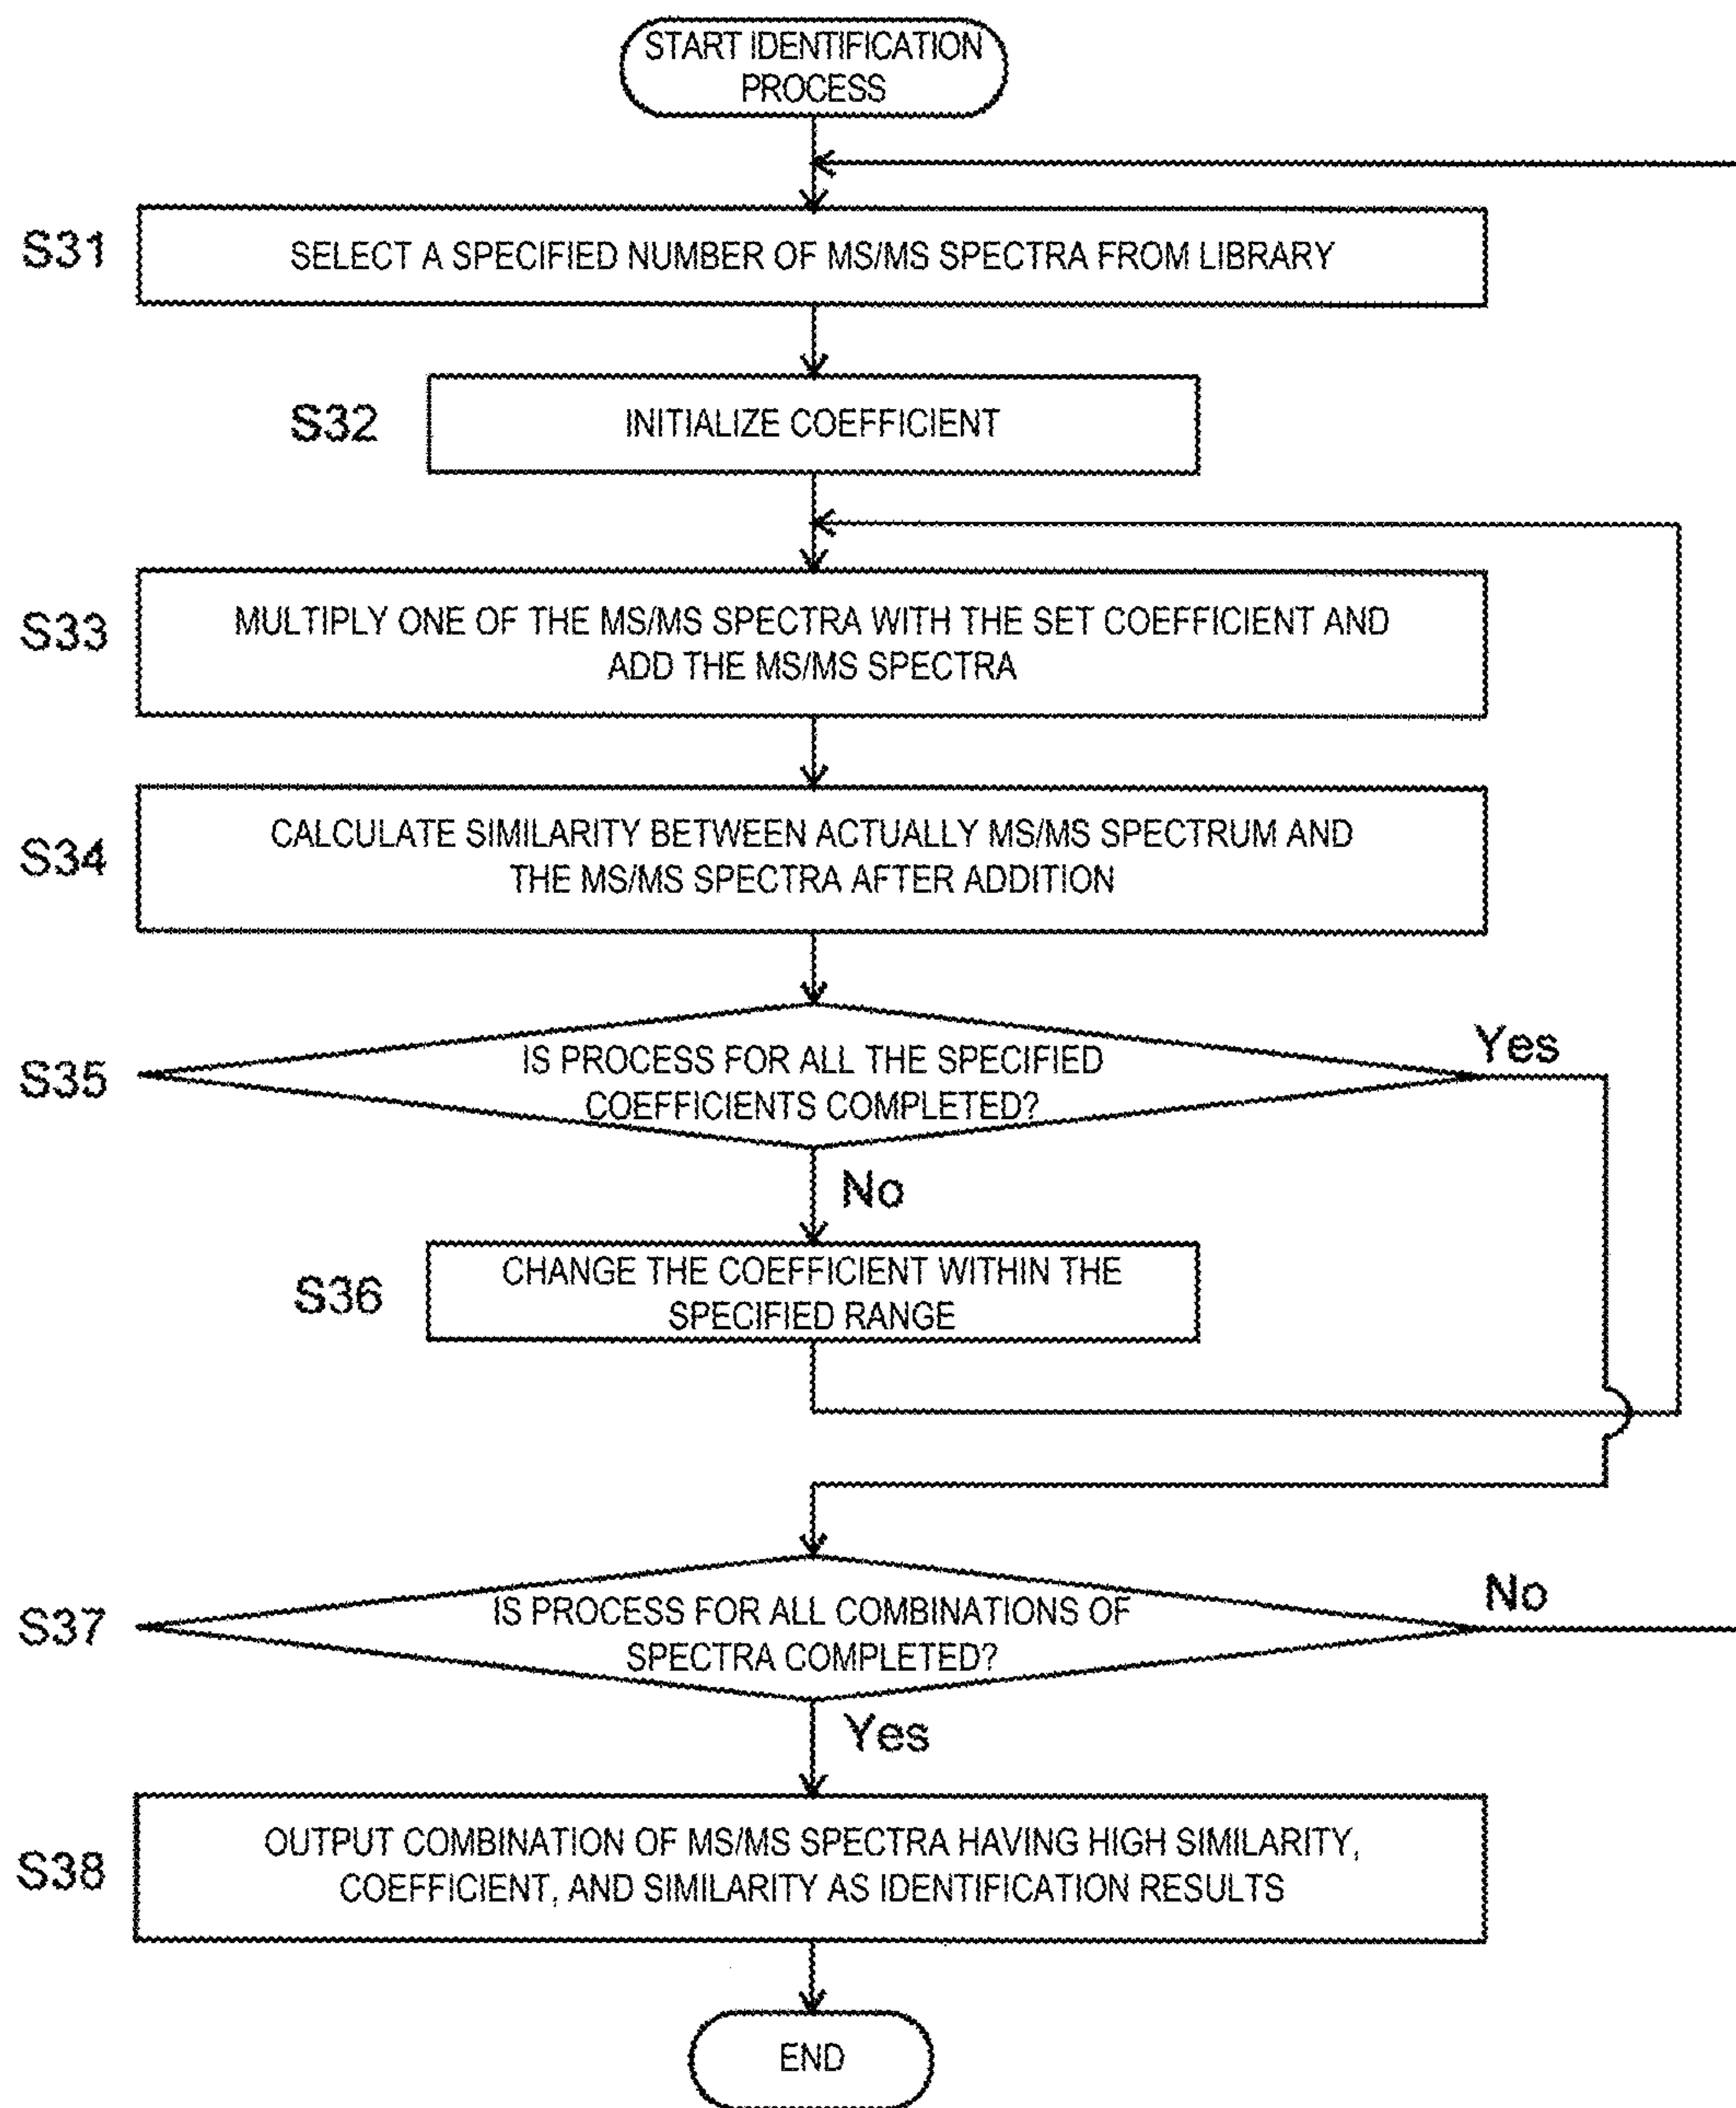 START IDENTIFICATION
PROCESS
S31
SELECT A SPECIFIED NUMBER OF MS/MS SPECTRA FROM LIBRARY
S32
INITIALIZE COEFFICIENT
S33
MULTIPLY ONE OF THE MS/MS SPECTRA WITH THE SET COEFFICIENT AND
ADD THE MS/MS SPECTRA
S34
CALCULATE SIMILARITY BETWEEN ACTUALLY MS/MS SPECTRUM AND
THE MS/MS SPECTRA AFTER ADDITION
S35
IS PROCESS FOR ALL THE SPECIFIED
COEFFICIENTS COMPLETED?
Yes
No
S36
CHANGE THE COEFFICIENT WITHIN THE
SPECIFIED RANGE
S37
IS PROCESS FOR ALL COMBINATIONS OF
SPECTRA COMPLETED?
No
Yes
S38
OUTPUT COMBINATION OF MS/MS SPECTRA HAVING HIGH SIMILARITY,
COEFFICIENT, AND SIMILARITY AS IDENTIFICATION RESULTS
END